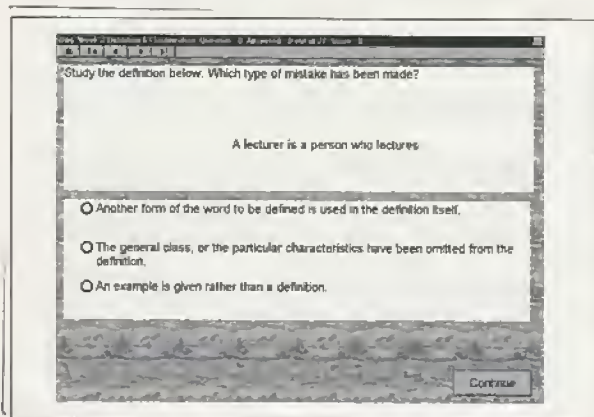 Study the definition below. Which type of mistake has been made?
A lecturer is a person who lectures
Another form of the word to be defined is used in the definition itself.
The general class, or the particular characteristics have been omitted from the
definition.
An example is given rather than a definition.
Continue